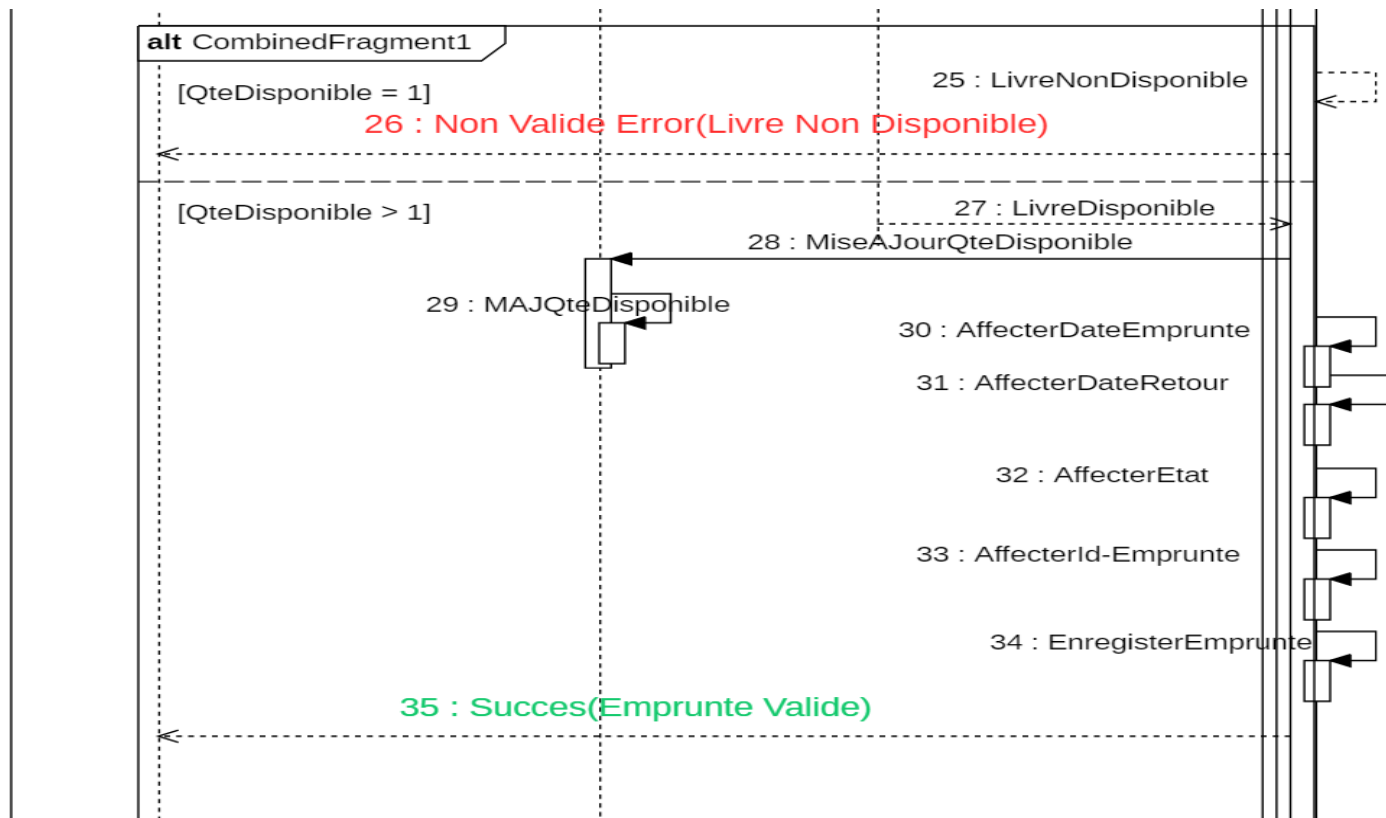 alt CombinedFragment1
25 : LivreNonDisponible
[QteDisponible = 1]
26 : Non Valide Error(Livre Non Disponible)
[QteDisponible > 1]
27 : LivreDisponible
28 : MiseAJourQteDisponible
29 : MAJQteDisponible
30 : AffecterDateEmprunte
31 : AffecterDateRetour
32 : AffecterEtat
33 : AffecterId-Emprunte
34 : EnregisterEmprunte
35 : Succes(Emprunte Valide)